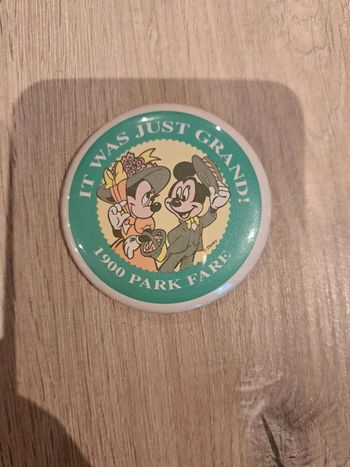 IT WAS JUST GRAND!
1900 PARK FARE